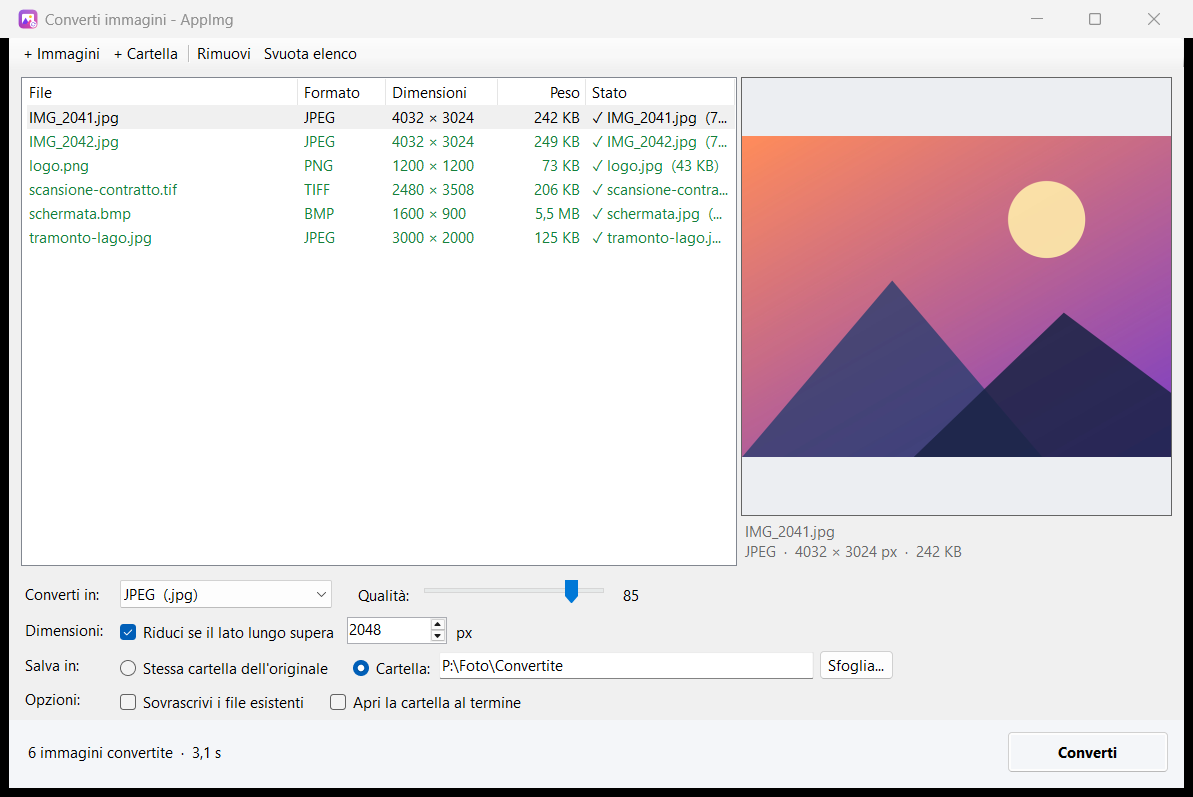 Converti immagini - AppImg
+ Immagini + Cartella Rimuovi Svuota elenco
File Formato Dimensioni Peso Stato
IMG_2041.jpg JPEG 4032 × 3024 242 KB ✓ IMG_2041.jpg (7...
IMG_2042.jpg JPEG 4032 × 3024 249 KB ✓ IMG_2042.jpg (7...
logo.png PNG 1200 × 1200 73 KB ✓ logo.jpg (43 KB)
scansione-contratto.tif TIFF 2480 × 3508 206 KB ✓ scansione-contra...
schermata.bmp BMP 1600 × 900 5,5 MB ✓ schermata.jpg (...
tramonto-lago.jpg JPEG 3000 × 2000 125 KB ✓ tramonto-lago.j...
IMG_2041.jpg
JPEG · 4032 × 3024 px · 242 KB
Converti in: JPEG (.jpg) Qualità: 85
Dimensioni: Riduci se il lato lungo supera 2048 px
Salva in: Stessa cartella dell'originale Cartella: P:\Foto\Convertite Sfoglia...
Opzioni: Sovrascrivi i file esistenti Apri la cartella al termine
6 immagini convertite · 3,1 s Converti